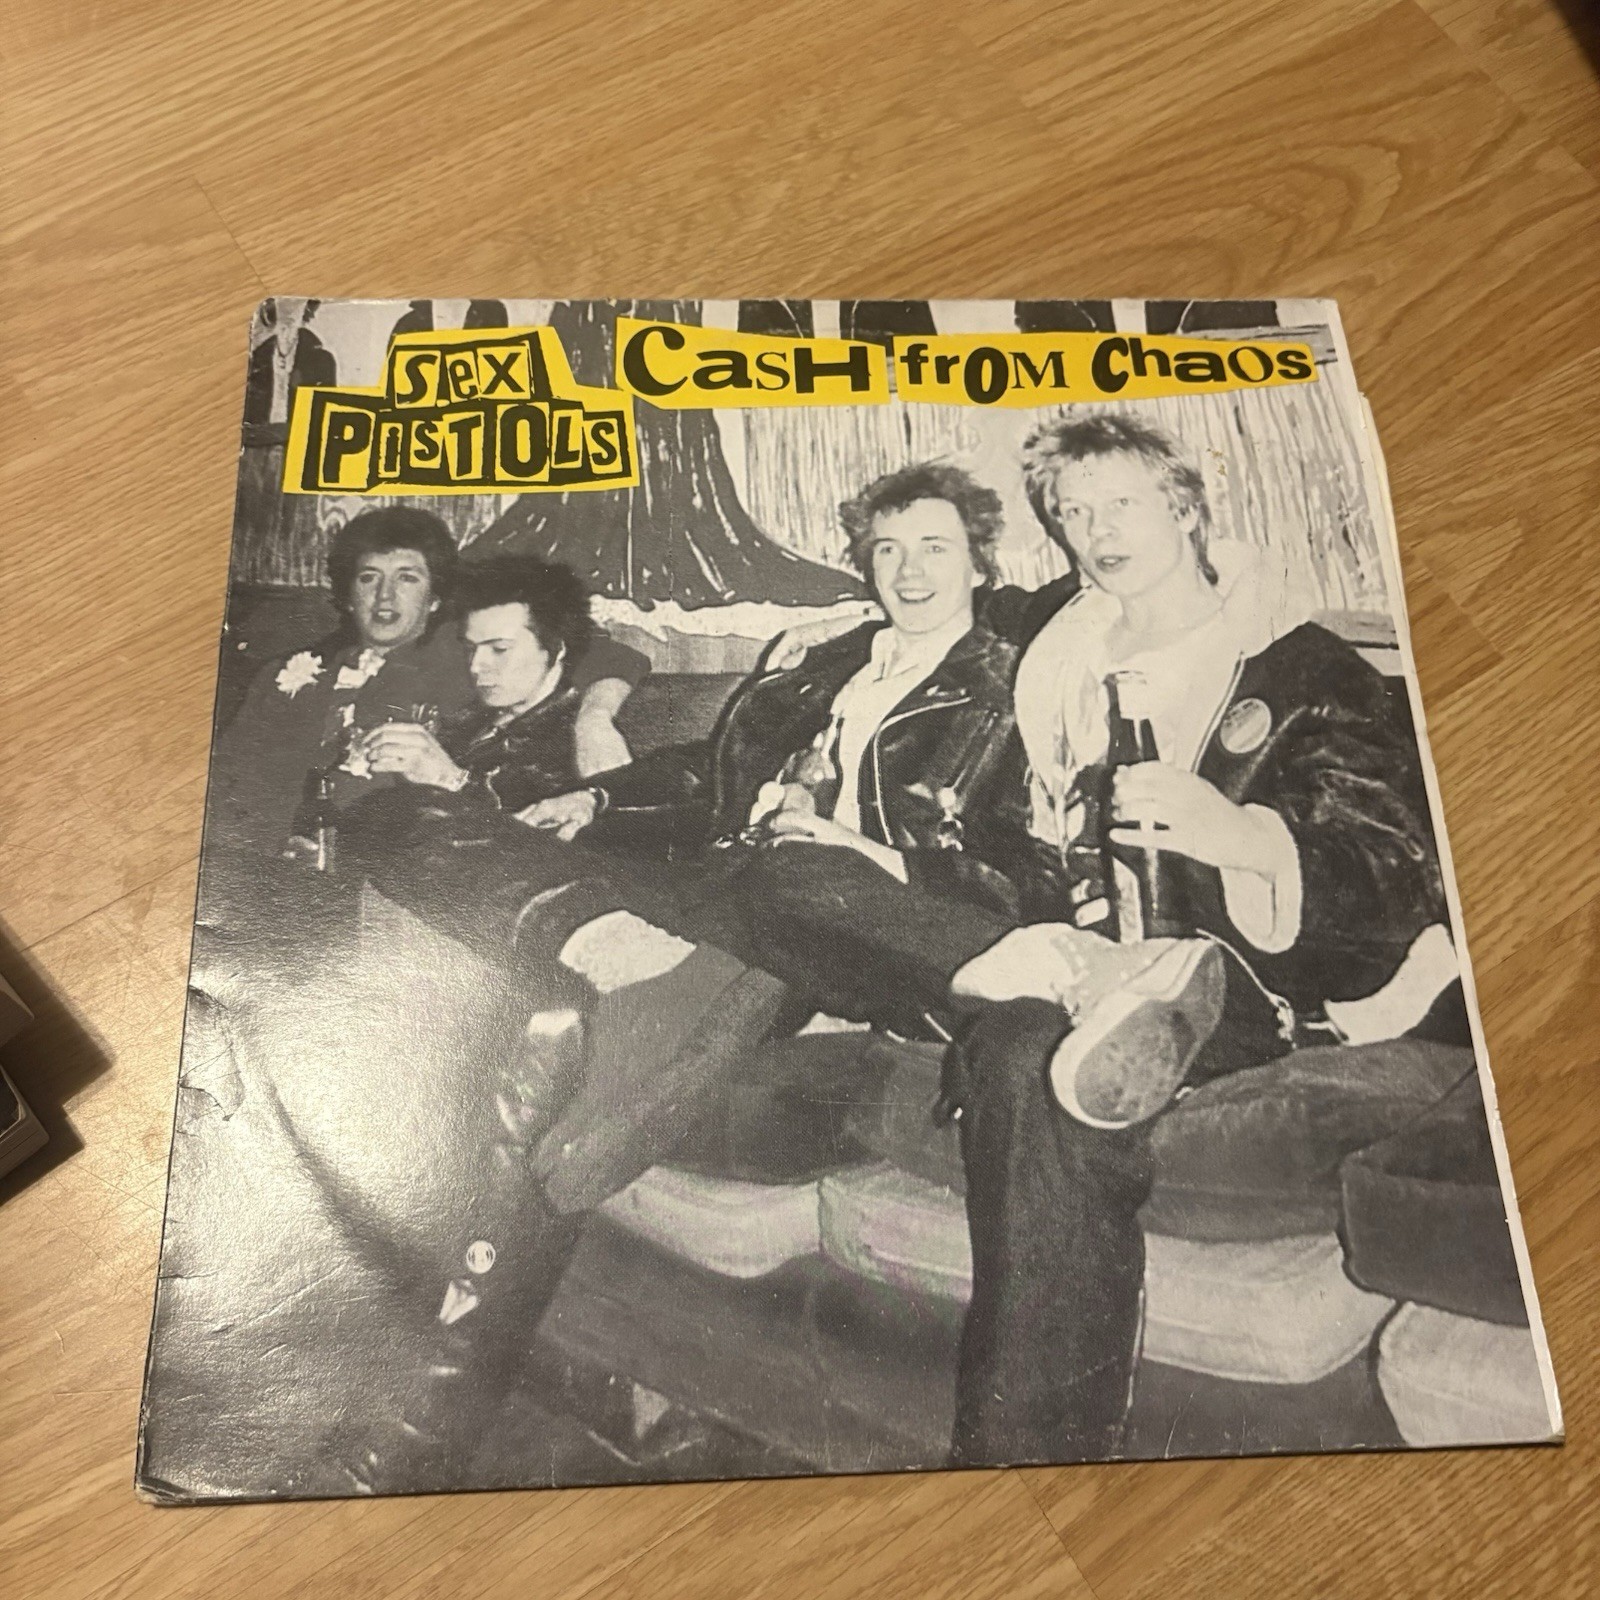 Sex
PISTOLS
CaSH frOM ChaOs